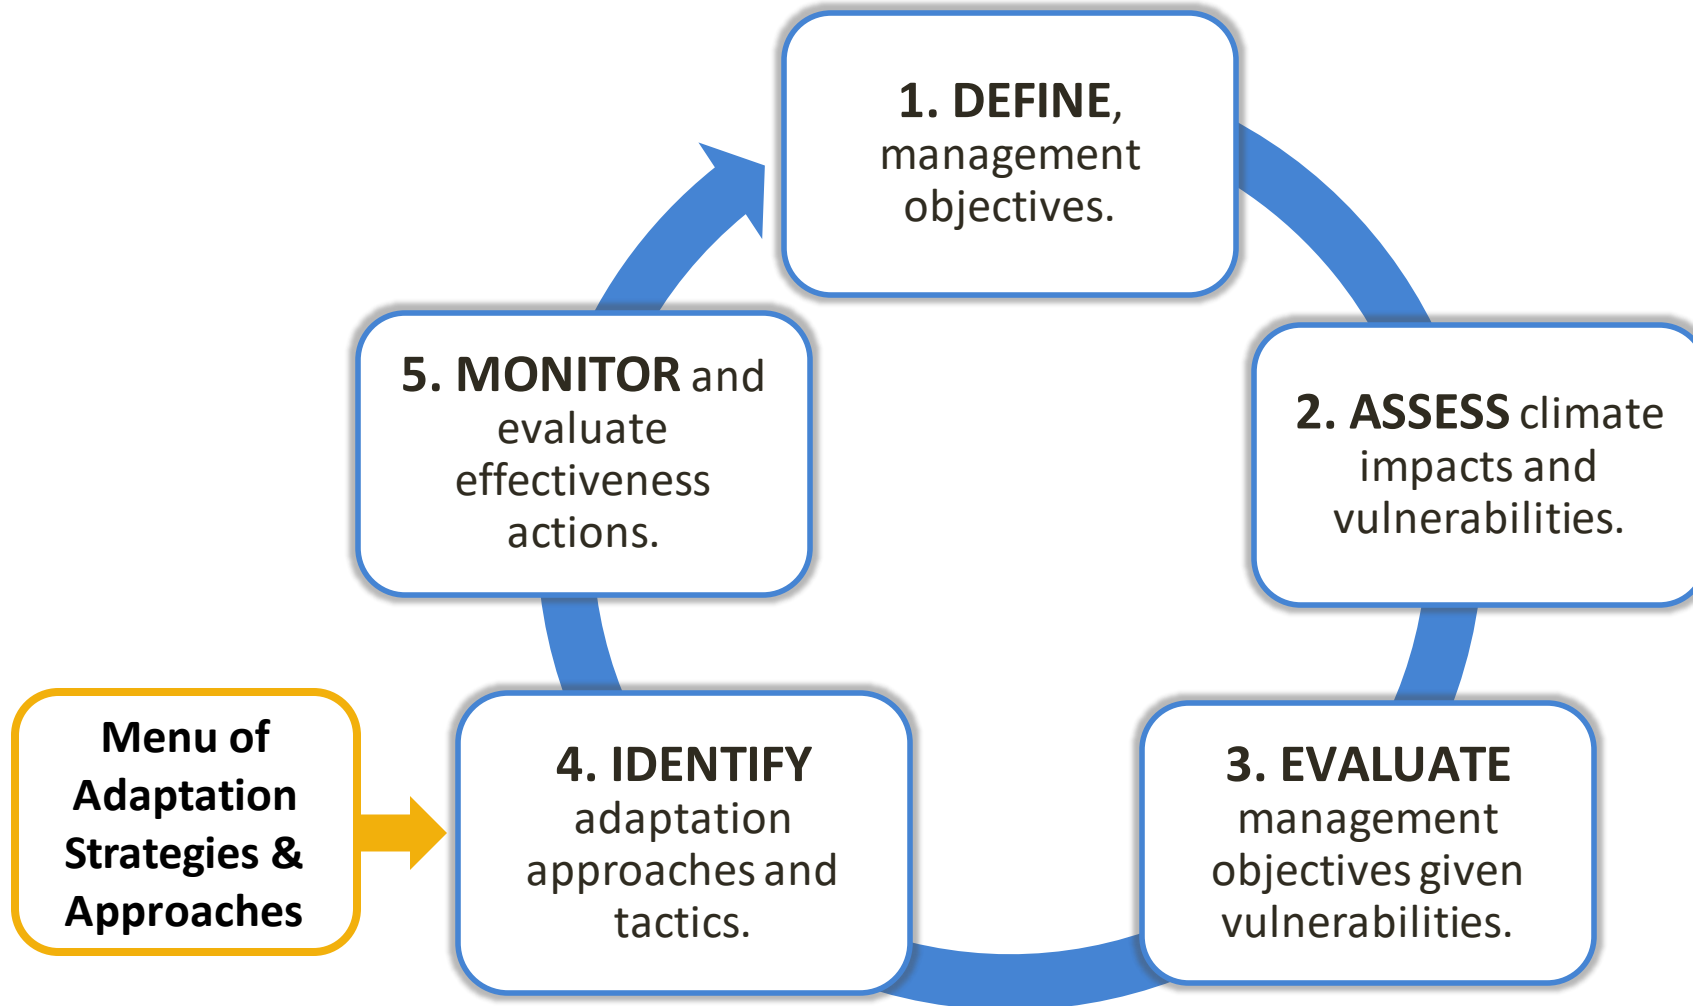 1. DEFINE,
management
objectives.
2. ASSESS climate
impacts and
vulnerabilities.
3. EVALUATE
management
objectives given
vulnerabilities.
4. IDENTIFY
adaptation
approaches and
tactics.
5. MONITOR and
evaluate
effectiveness
actions.
Menu of
Adaptation
Strategies &
Approaches